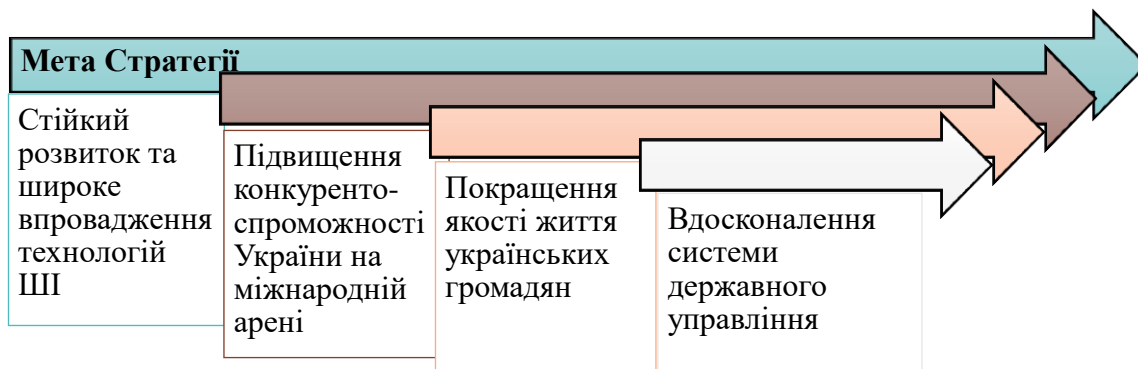 Мета Стратегії
Стійкий
розвиток та
широке
впровадження
технологій
ШІ
Підвищення
конкуренто-
спроможності
України на
міжнародній
арені
Покращення
якості життя
українських
громадян
Вдосконалення
системи
державного
управління